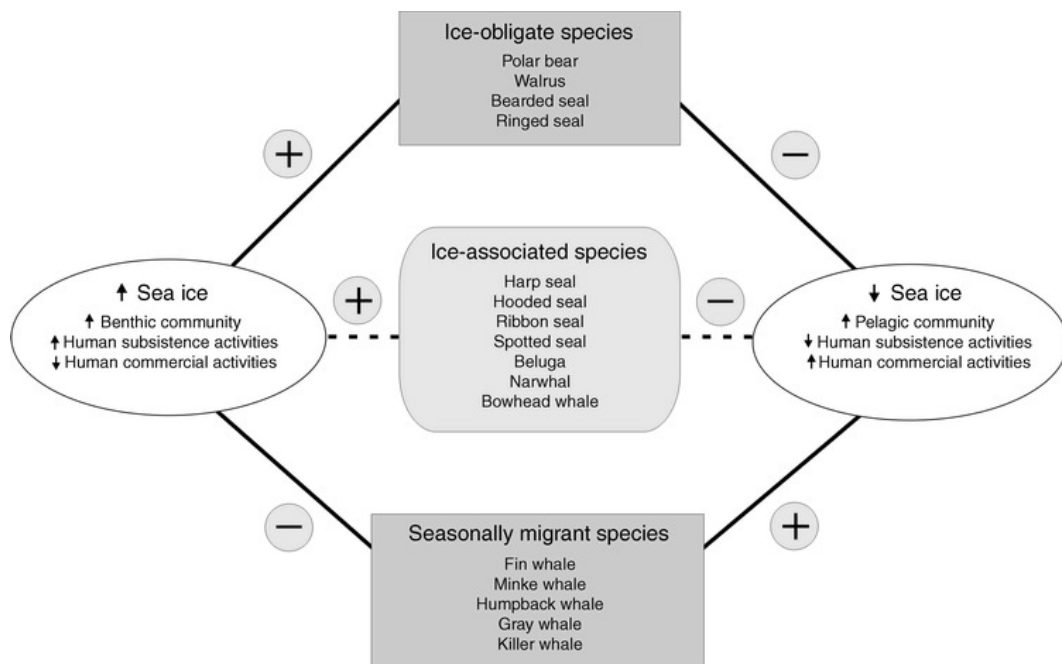 Ice-obligate species
Polar bear
Walrus
Bearded seal
Ringed seal
+
−
Ice-associated species
Harp seal
Hooded seal
Ribbon seal
Spotted seal
Beluga
Narwhal
Bowhead whale
+
−
↑ Sea ice
↑ Benthic community
↑ Human subsistence activities
↓ Human commercial activities
↓ Sea ice
↑ Pelagic community
↓ Human subsistence activities
↑ Human commercial activities
−
+
Seasonally migrant species
Fin whale
Minke whale
Humpback whale
Gray whale
Killer whale